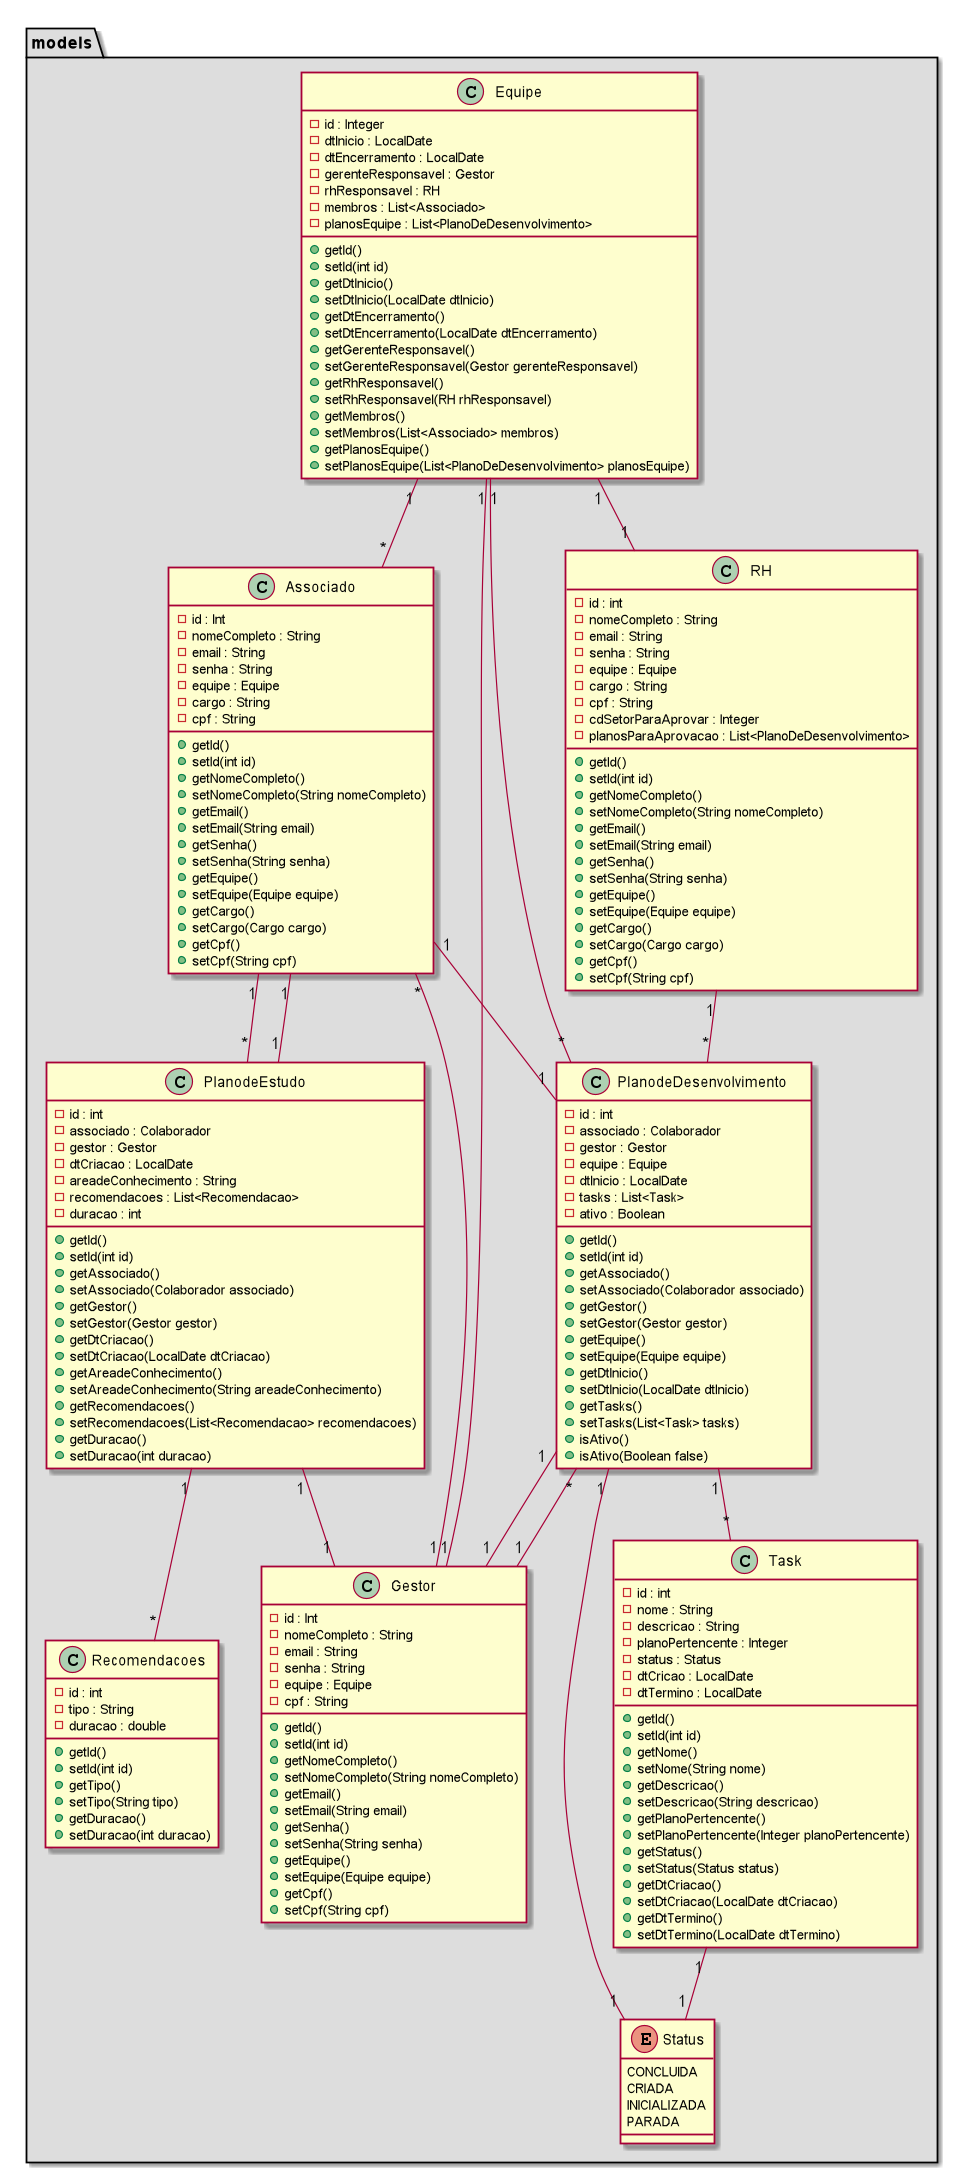 models
C Equipe
id : Integer
dtInicio : LocalDate
dtEncerramento : LocalDate
gerenteResponsavel : Gestor
rhResponsavel : RH
membros : List<Associado>
planosEquipe : List<PlanoDeDesenvolvimento>
getId()
setId(int id)
getDtInicio()
setDtInicio(LocalDate dtInicio)
getDtEncerramento()
setDtEncerramento(LocalDate dtEncerramento)
getGerenteResponsavel()
setGerenteResponsavel(Gestor gerenteResponsavel)
getRhResponsavel()
setRhResponsavel(RH rhResponsavel)
getMembros()
setMembros(List<Associado> membros)
getPlanosEquipe()
setPlanosEquipe(List<PlanoDeDesenvolvimento> planosEquipe)
1 1 1 1
* 1
C Associado
id : Int
nomeCompleto : String
email : String
senha : String
equipe : Equipe
cargo : String
cpf : String
getId()
setId(int id)
getNomeCompleto()
setNomeCompleto(String nomeCompleto)
getEmail()
setEmail(String email)
getSenha()
setSenha(String senha)
getEquipe()
setEquipe(Equipe equipe)
getCargo()
setCargo(Cargo cargo)
getCpf()
setCpf(String cpf)
C RH
id : int
nomeCompleto : String
email : String
senha : String
equipe : Equipe
cargo : String
cpf : String
cdSetorParaAprovar : Integer
planosParaAprovacao : List<PlanoDeDesenvolvimento>
getId()
setId(int id)
getNomeCompleto()
setNomeCompleto(String nomeCompleto)
getEmail()
setEmail(String email)
getSenha()
setSenha(String senha)
getEquipe()
setEquipe(Equipe equipe)
getCargo()
setCargo(Cargo cargo)
getCpf()
setCpf(String cpf)
1
1 1 * 1
* 1 * *
1
C PlanodeEstudo
id : int
associado : Colaborador
gestor : Gestor
dtCriacao : LocalDate
areadeConhecimento : String
recomendacoes : List<Recomendacao>
duracao : int
getId()
setId(int id)
getAssociado()
setAssociado(Colaborador associado)
getGestor()
setGestor(Gestor gestor)
getDtCriacao()
setDtCriacao(LocalDate dtCriacao)
getAreadeConhecimento()
setAreadeConhecimento(String areadeConhecimento)
getRecomendacoes()
setRecomendacoes(List<Recomendacao> recomendacoes)
getDuracao()
setDuracao(int duracao)
C PlanodeDesenvolvimento
id : int
associado : Colaborador
gestor : Gestor
equipe : Equipe
dtInicio : LocalDate
tasks : List<Task>
ativo : Boolean
getId()
setId(int id)
getAssociado()
setAssociado(Colaborador associado)
getGestor()
setGestor(Gestor gestor)
getEquipe()
setEquipe(Equipe equipe)
getDtInicio()
setDtInicio(LocalDate dtInicio)
getTasks()
setTasks(List<Task> tasks)
isAtivo()
isAtivo(Boolean false)
1
1 1 * 1 1
*
1 1 1 1 1
*
C Recomendacoes
id : int
tipo : String
duracao : double
getId()
setId(int id)
getTipo()
setTipo(String tipo)
getDuracao()
setDuracao(int duracao)
C Gestor
id : Int
nomeCompleto : String
email : String
senha : String
equipe : Equipe
cpf : String
getId()
setId(int id)
getNomeCompleto()
setNomeCompleto(String nomeCompleto)
getEmail()
setEmail(String email)
getSenha()
setSenha(String senha)
getEquipe()
setEquipe(Equipe equipe)
getCpf()
setCpf(String cpf)
C Task
id : int
nome : String
descricao : String
planoPertencente : Integer
status : Status
dtCricao : LocalDate
dtTermino : LocalDate
getId()
setId(int id)
getNome()
setNome(String nome)
getDescricao()
setDescricao(String descricao)
getPlanoPertencente()
setPlanoPertencente(Integer planoPertencente)
getStatus()
setStatus(Status status)
getDtCriacao()
setDtCriacao(LocalDate dtCriacao)
getDtTermino()
setDtTermino(LocalDate dtTermino)
1
1 1
E Status
CONCLUIDA
CRIADA
INICIALIZADA
PARADA